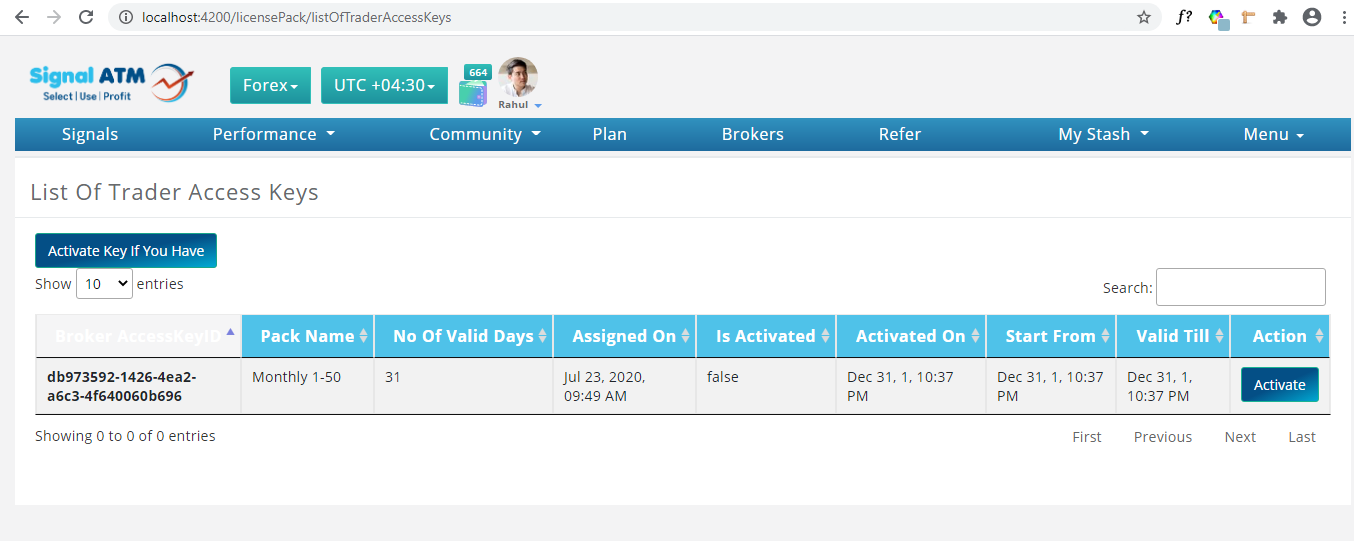 localhost:4200/licensePack/listOfTraderAccessKeys
f?
Signal ATM
Select | Use | Profit
Forex
UTC +04:30
664
Rahul
Signals Performance Community Plan Brokers Refer My Stash Menu
List Of Trader Access Keys
Activate Key If You Have
Show 10 entries
Search:
Broker AccessKeyID Pack Name No Of Valid Days Assigned On Is Activated Activated On Start From Valid Till Action
db973592-1426-4ea2- Monthly 1-50 31 Jul 23, 2020, false Dec 31, 1, 10:37 Dec 31, 1, 10:37 Dec 31, 1, Activate
a6c3-4f640060b696 09:49 AM PM PM 10:37 PM
Showing 0 to 0 of 0 entries
First Previous Next Last